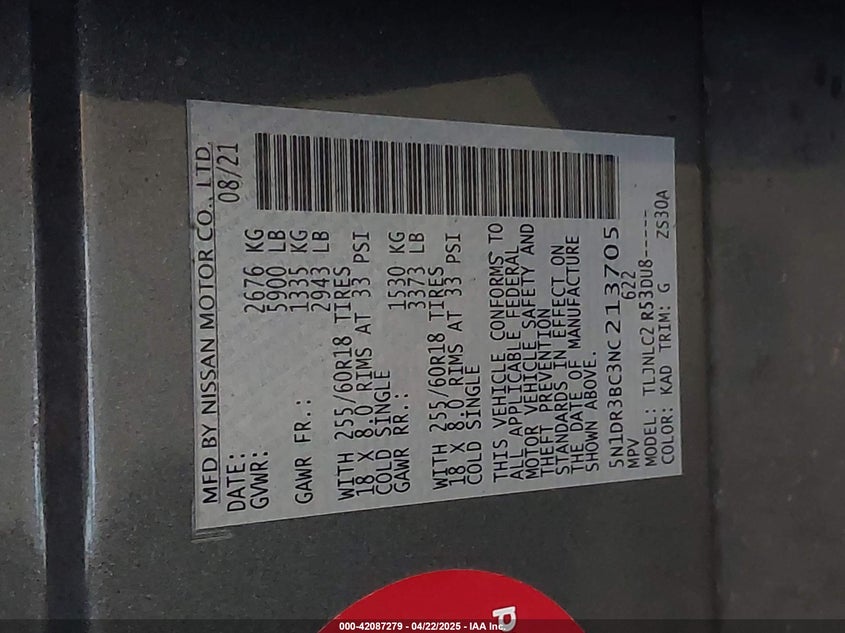 MFD BY NISSAN MOTOR CO., LTD.
DATE: 08/21
GVWR: 2676 KG
5900 LB
GAWR FR.: 1335 KG
2943 LB
WITH 255/60R18 TIRES
18 X 8.0 RIMS AT 33 PSI
COLD SINGLE
GAWR RR.: 1530 KG
3373 LB
WITH 255/60R18 TIRES
18 X 8.0 RIMS AT 33 PSI
COLD SINGLE
THIS VEHICLE CONFORMS TO
ALL APPLICABLE FEDERAL
MOTOR VEHICLE SAFETY AND
THEFT PREVENTION
STANDARDS IN EFFECT ON
THE DATE OF MANUFACTURE
SHOWN ABOVE.
5N1DR3BC3NC213705
MPV 622
MODEL: TLJNLC2 R53DU8-----
COLOR: KAD TRIM: G ZS30A
P
000-42087279 - 04/22/2025 - IAA Inc.